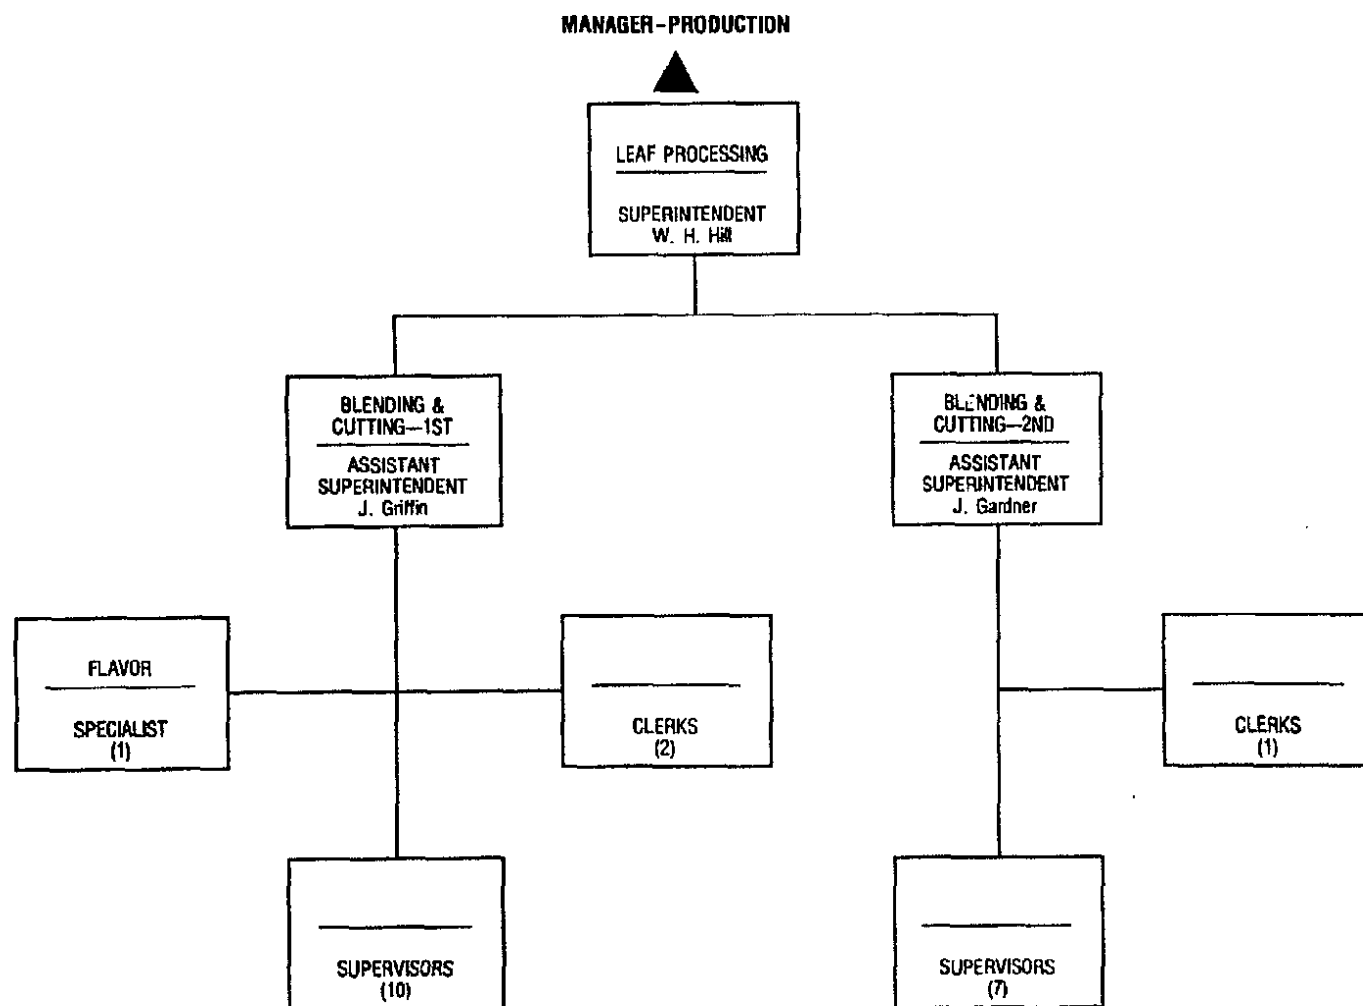 MANAGER-PRODUCTION
LEAF PROCESSING
SUPERINTENDENT
W. H. Hill
BLENDING &
CUTTING—1ST
ASSISTANT
SUPERINTENDENT
J. Griffin
BLENDING &
CUTTING—2ND
ASSISTANT
SUPERINTENDENT
J. Gardner
FLAVOR
SPECIALIST
(1)
CLERKS
(2)
CLERKS
(1)
SUPERVISORS
(10)
SUPERVISORS
(7)